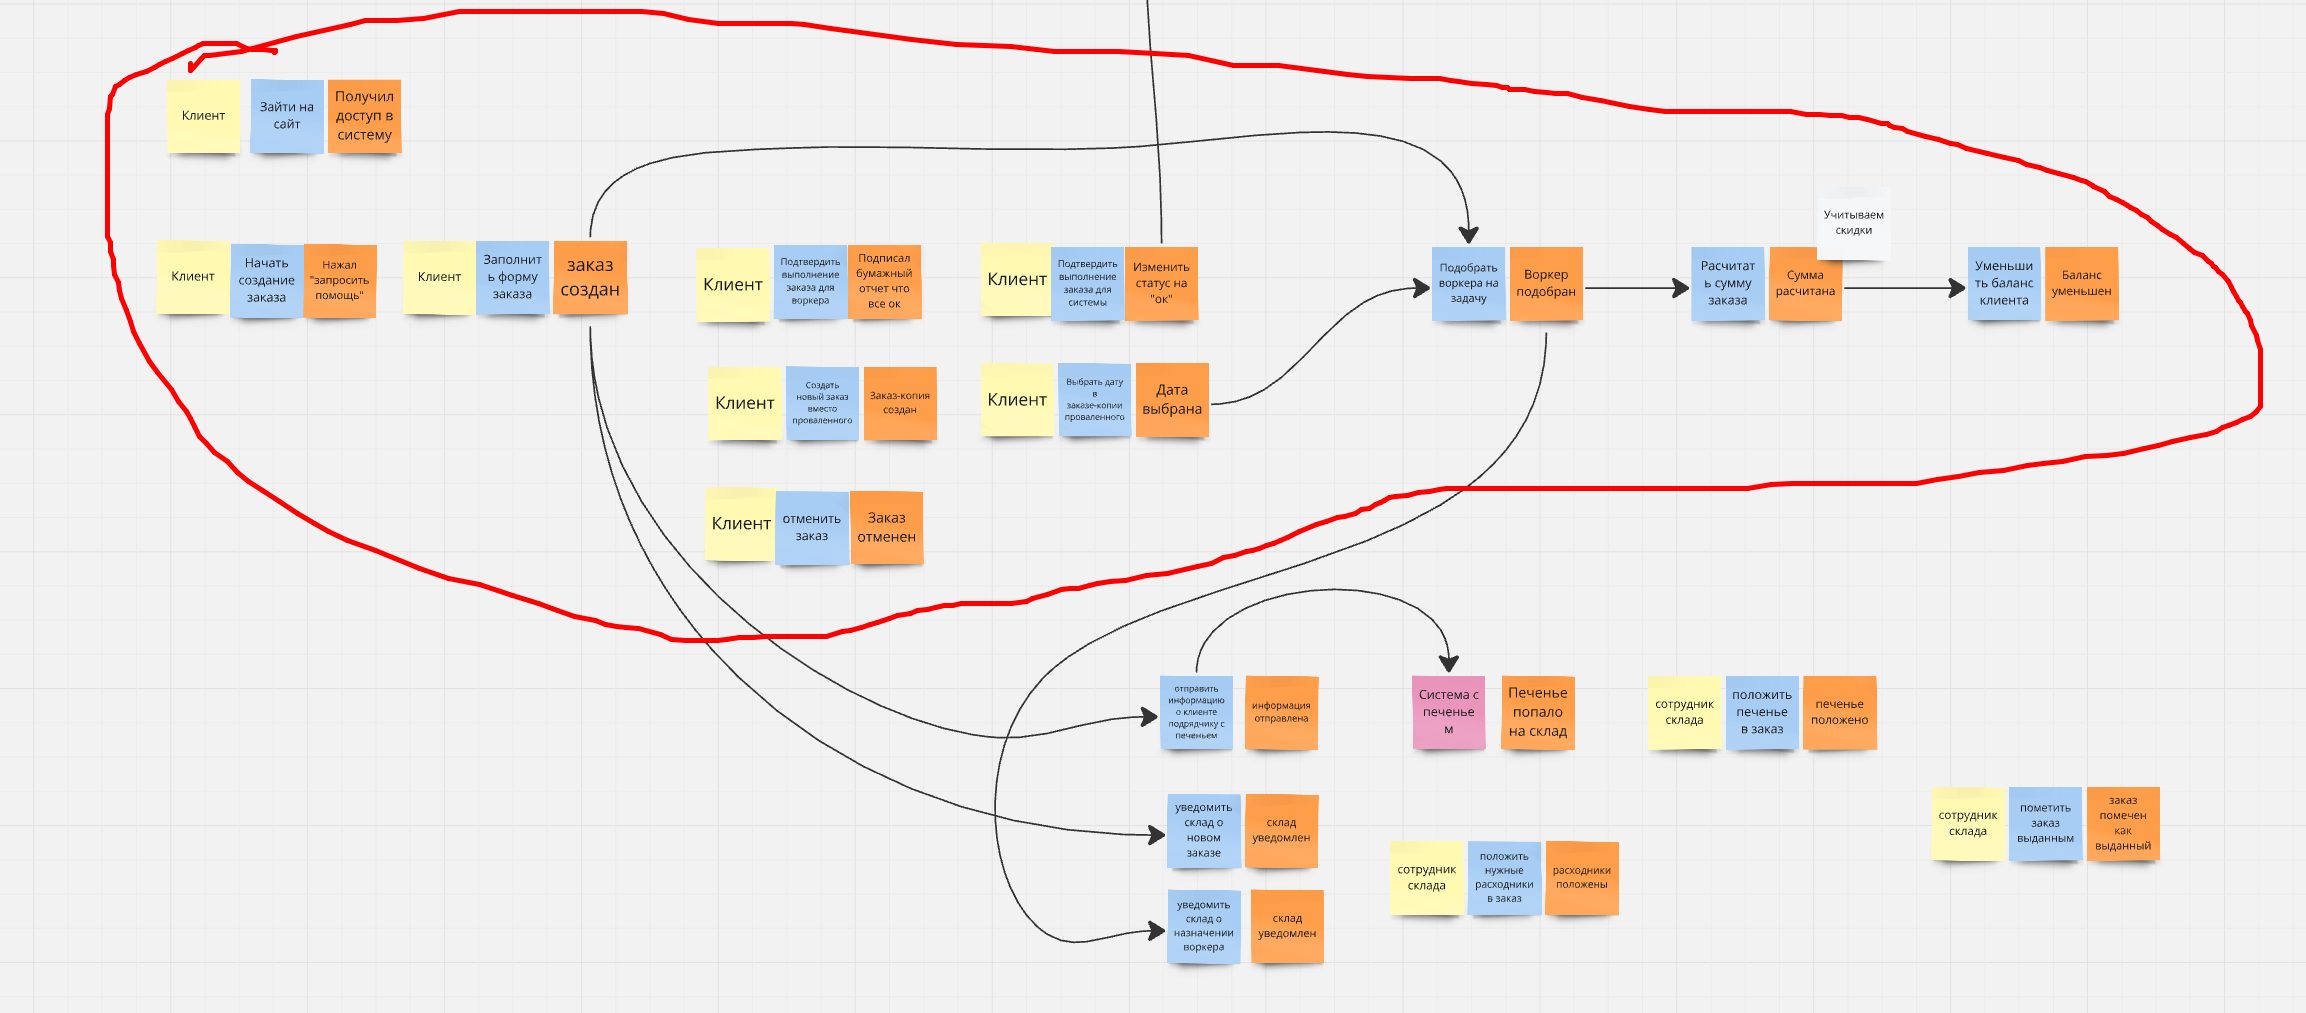 Клиент
Зайти на
сайт
Получил
доступ в
систему
Учитываем
скидки
Клиент
Начать
создание
заказа
Нажал
"запросить
помощь"
Клиент
Заполнит
ь форму
заказа
заказ
создан
Клиент
Подтвердить
выполнение
заказа для
воркера
Подписал
бумажный
отчет что
все ок
Клиент
Подтвердить
выполнение
заказа для
системы
Изменить
статус на
"ок"
Подобрать
воркера на
задачу
Воркер
подобран
Расчитат
ь сумму
заказа
Сумма
расчитана
Уменьши
ть баланс
клиента
Баланс
уменьшен
Клиент
Создать
новый заказ
вместо
проваленного
Заказ-копия
создан
Клиент
Выбрать дату
в
заказе-копии
проваленного
Дата
выбрана
Клиент
отменить
заказ
Заказ
отменен
отправить
информацию
о клиенте
подрядчику с
печеньем
информация
отправлена
Система с
печенье
м
Печенье
попало
на склад
сотрудник
склада
положить
печенье
в заказ
печенье
положено
уведомить
склад о
новом
заказе
склад
уведомлен
сотрудник
склада
положить
нужные
расходники
в заказ
расходники
положены
сотрудник
склада
пометить
заказ
выданным
заказ
помечен
как
выданный
уведомить
склад о
назначении
воркера
склад
уведомлен